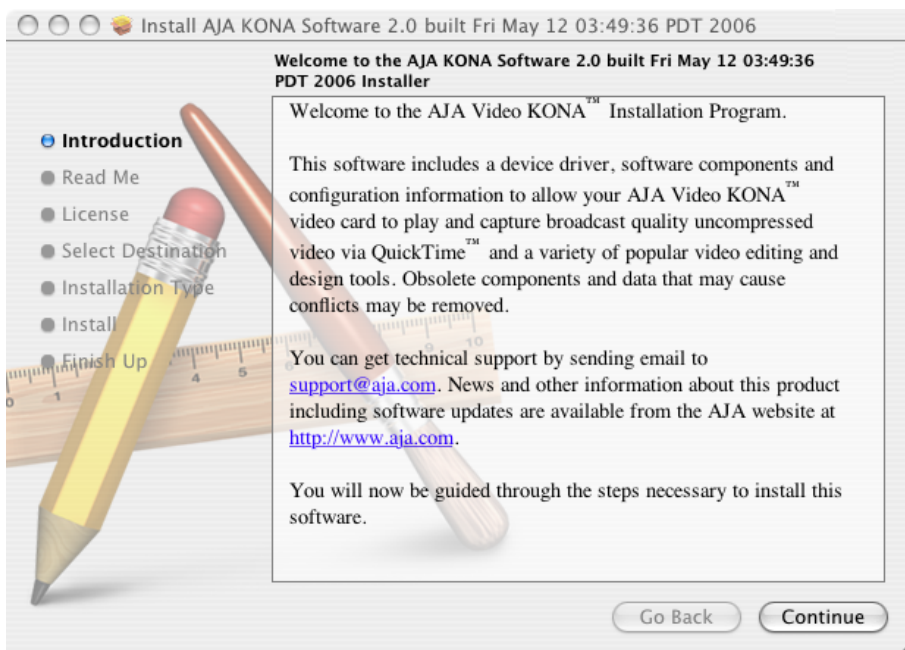 Install AJA KONA Software 2.0 built Fri May 12 03:49:36 PDT 2006
Welcome to the AJA KONA Software 2.0 built Fri May 12 03:49:36
PDT 2006 Installer
Introduction
Read Me
License
Select Destination
Installation Type
Install
Finish Up
Welcome to the AJA Video KONA™ Installation Program.
This software includes a device driver, software components and
configuration information to allow your AJA Video KONA™
video card to play and capture broadcast quality uncompressed
video via QuickTime™ and a variety of popular video editing and
design tools. Obsolete components and data that may cause
conflicts may be removed.
You can get technical support by sending email to
support@aja.com. News and other information about this product
including software updates are available from the AJA website at
http://www.aja.com.
You will now be guided through the steps necessary to install this
software.
0 1 4 5 6 9 10
Go Back
Continue